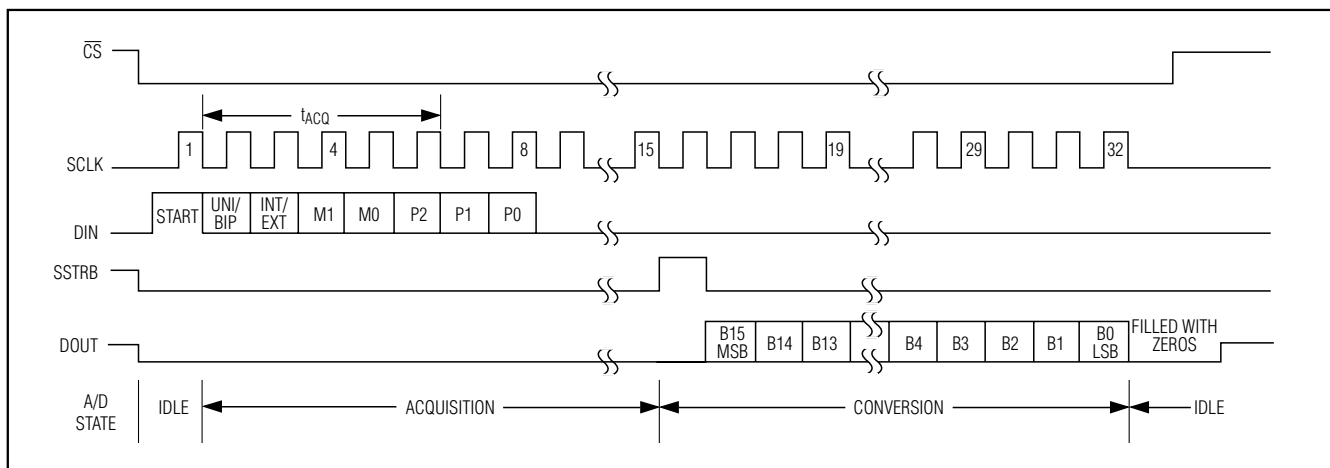 CS
tACQ
SCLK 1 4 8 15 19 29 32
DIN START UNI/ BIP INT/ EXT M1 M0 P2 P1 P0
SSTRB
DOUT B15 MSB B14 B13 B4 B3 B2 B1 B0 LSB FILLED WITH ZEROS
A/D STATE IDLE ACQUISITION CONVERSION IDLE